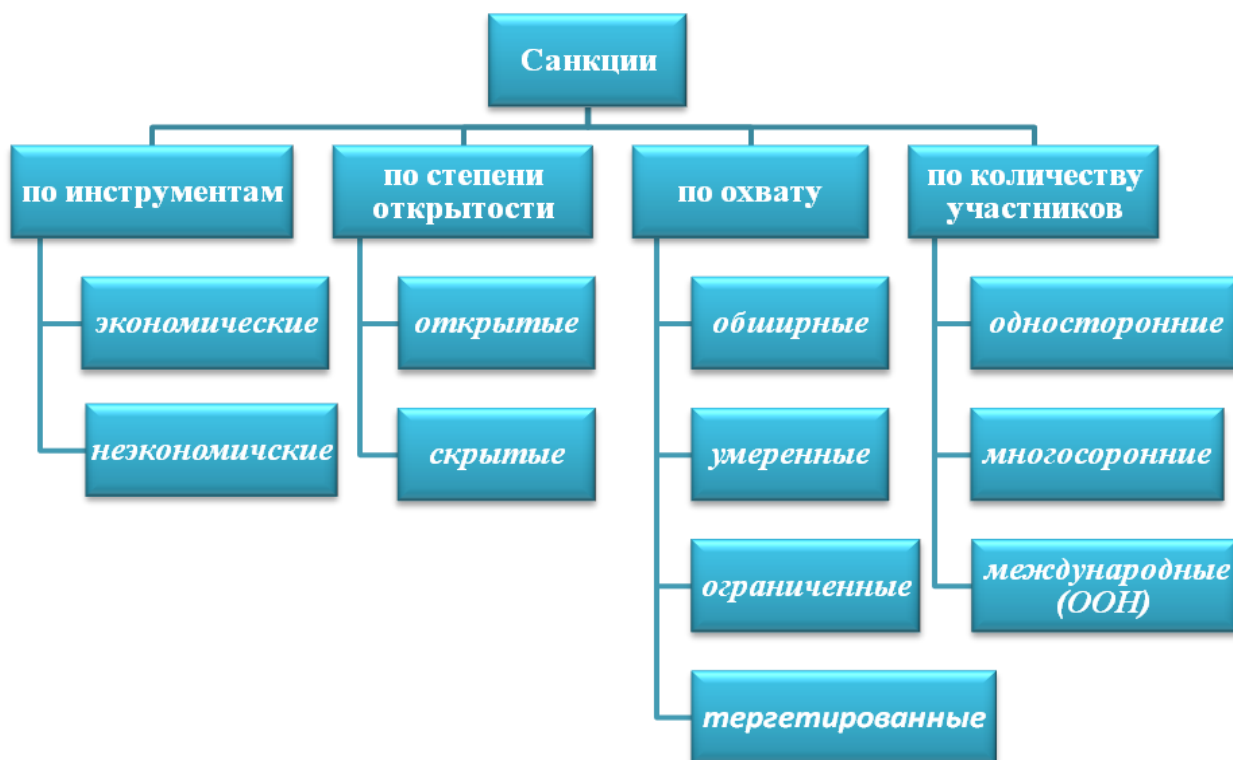 Санкции
по инструментам
по степени
открытости
по охвату
по количеству
участников
экономические
открытые
обширные
односторонние
неэкономичские
скрытые
умеренные
многосоронние
ограниченные
международные
(ООН)
тергетированные